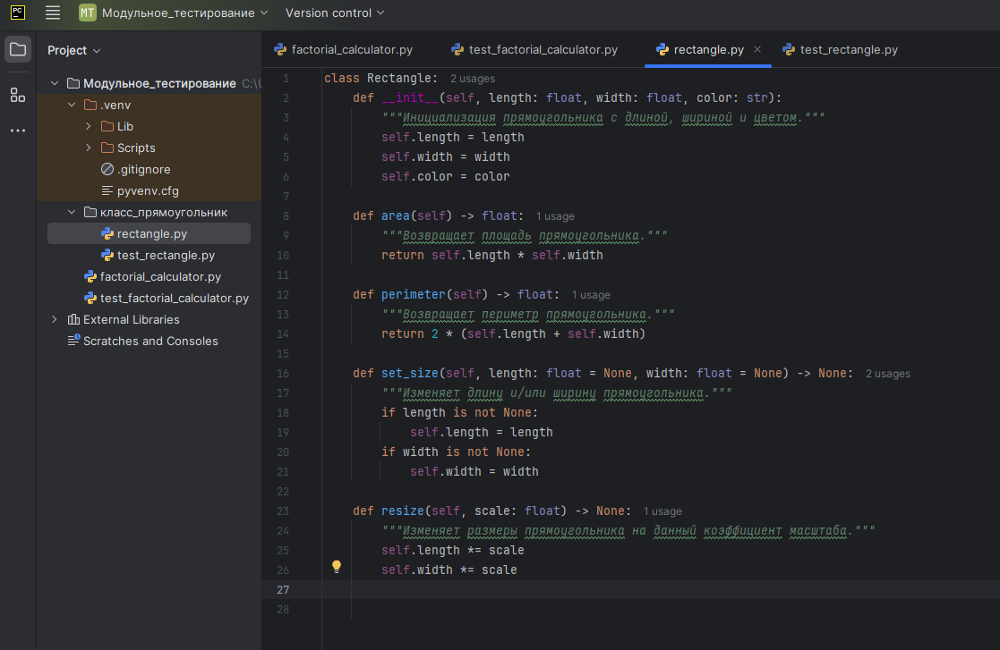 PC
MT Модульное_тестирование Version control
Project
factorial_calculator.py test_factorial_calculator.py rectangle.py test_rectangle.py
Модульное_тестирование C:\U
.venv
Lib
Scripts
.gitignore
pyvenv.cfg
класс_прямоугольник
rectangle.py
test_rectangle.py
factorial_calculator.py
test_factorial_calculator.py
External Libraries
Scratches and Consoles
1 class Rectangle: 2 usages
2 def __init__(self, length: float, width: float, color: str):
3 """Инициализация прямоугольника с длиной, шириной и цветом."""
4 self.length = length
5 self.width = width
6 self.color = color
7
8 def area(self) -> float: 1 usage
9 """Возвращает площадь прямоугольника."""
10 return self.length * self.width
11
12 def perimeter(self) -> float: 1 usage
13 """Возвращает периметр прямоугольника."""
14 return 2 * (self.length + self.width)
15
16 def set_size(self, length: float = None, width: float = None) -> None: 2 usages
17 """Изменяет длину и/или ширину прямоугольника."""
18 if length is not None:
19 self.length = length
20 if width is not None:
21 self.width = width
22
23 def resize(self, scale: float) -> None: 1 usage
24 """Изменяет размеры прямоугольника на данный коэффициент масштаба."""
25 self.length *= scale
26 self.width *= scale
27
28